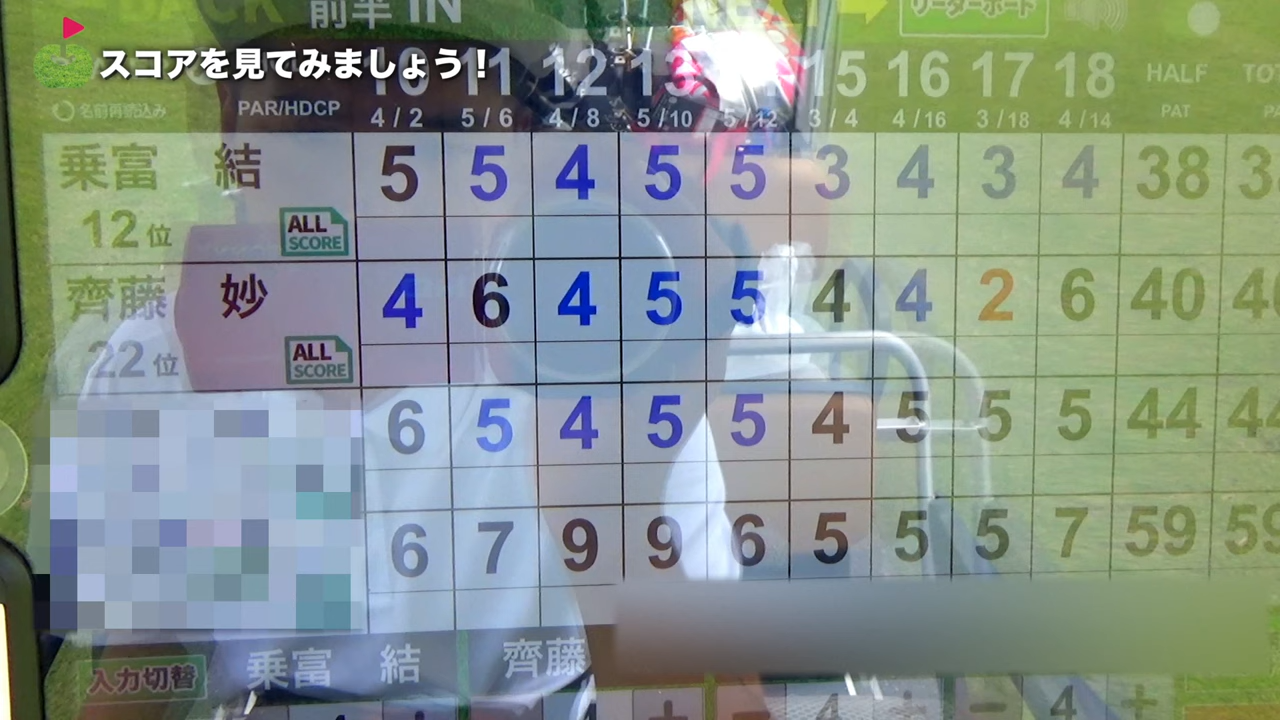 BACK 前半 IN NEXT リーダーボード
スコアを見てみましょう!
10 11 12 13 15 16 17 18 HALF
名前再読込み PAR/HDCP 4/2 5/6 4/8 5/10 5/12 3/4 4/16 3/18 4/14 PAT
乗富 結 5 5 4 5 5 3 4 3 4 38
12位 ALL SCORE
齊藤 妙 4 6 4 5 5 4 4 2 6 40
22位 ALL SCORE
6 5 4 5 5 4 5 5 5 44 44
6 7 9 9 6 5 5 5 7 59 59
入力切替 乗富 結 齊藤
4 + − 4 +